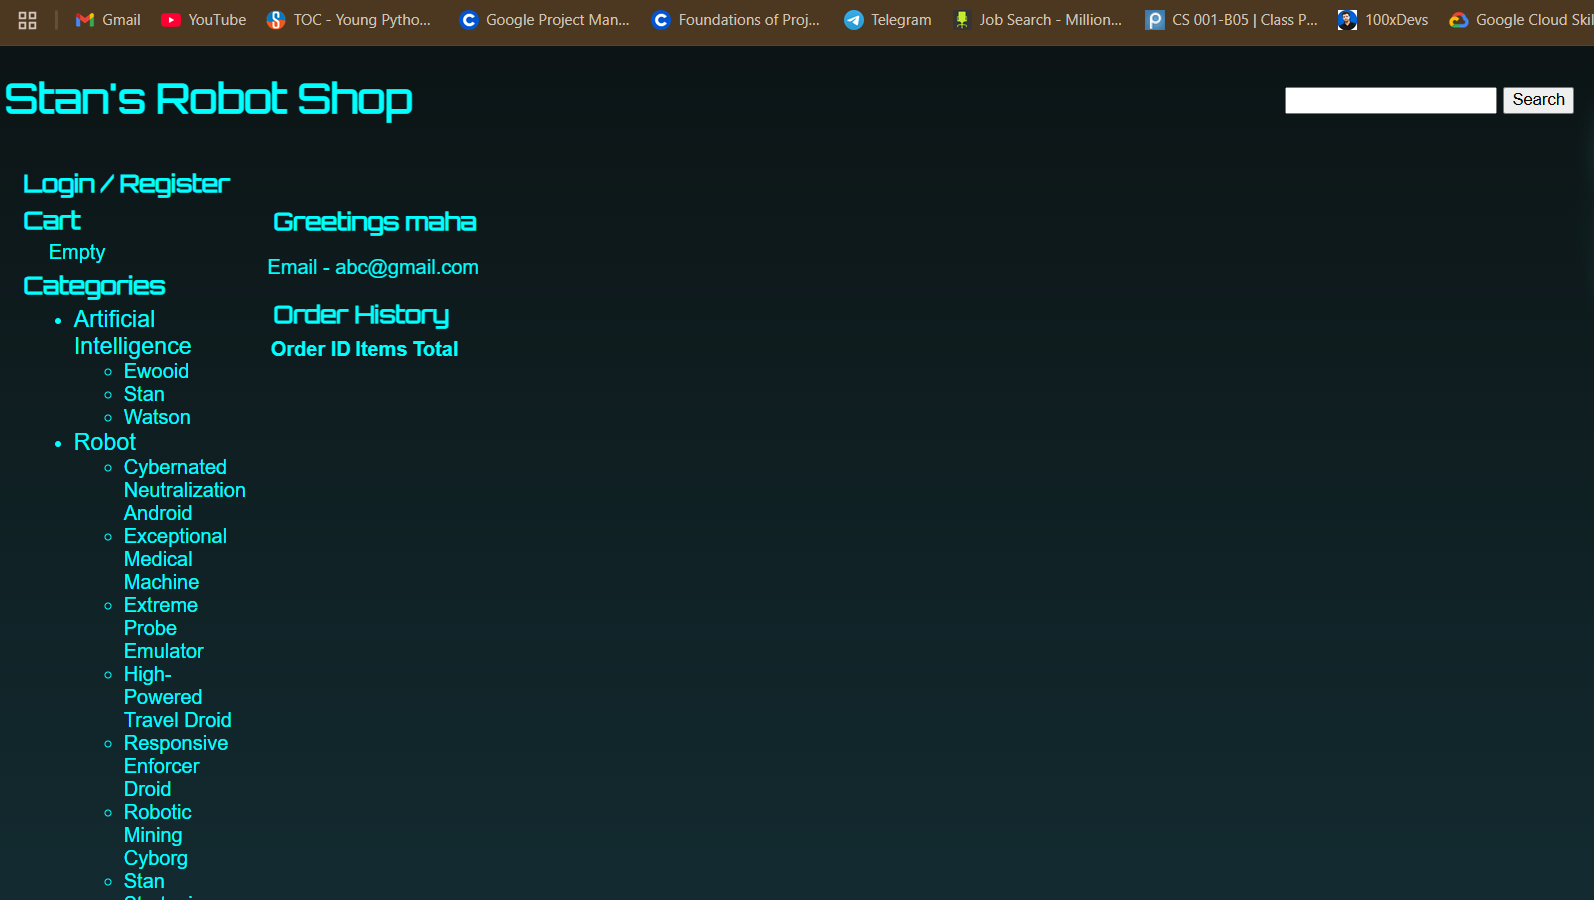 Gmail YouTube TOC - Young Pytho... Google Project Man... Foundations of Proj... Telegram Job Search - Million... CS 001-B05 | Class P... 100xDevs Google Cloud Skil
Stan's Robot Shop
Search
Login / Register
Cart
Empty
Categories
Artificial
Intelligence
Ewooid
Stan
Watson
Robot
Cybernated
Neutralization
Android
Exceptional
Medical
Machine
Extreme
Probe
Emulator
High-
Powered
Travel Droid
Responsive
Enforcer
Droid
Robotic
Mining
Cyborg
Stan
Greetings maha
Email - abc@gmail.com
Order History
Order ID Items Total